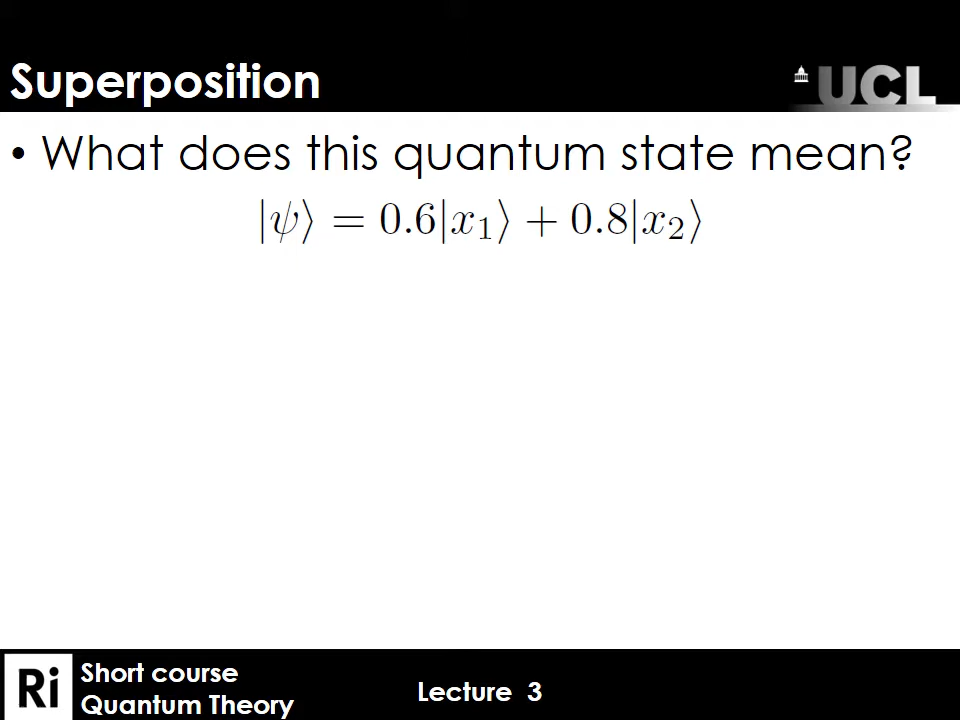 Superposition
UCL
• What does this quantum state mean?
|ψ⟩ = 0.6|x₁⟩ + 0.8|x₂⟩
Ri
Short course
Quantum Theory
Lecture 3